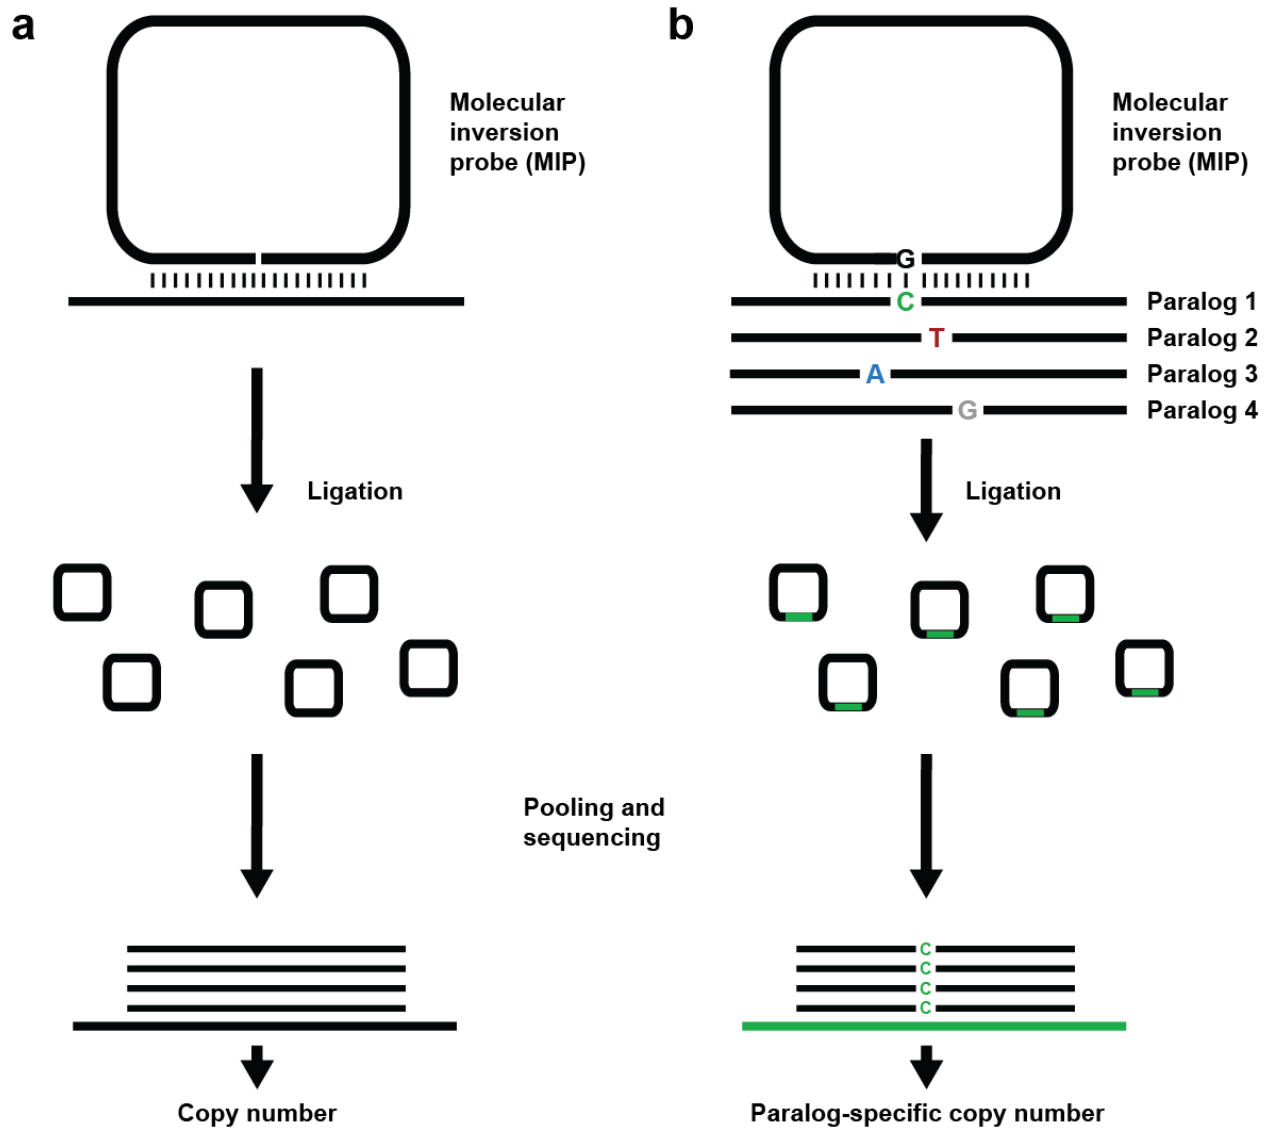 a
Molecular
inversion
probe (MIP)
Ligation
b
Molecular
inversion
probe (MIP)
G
C
Paralog 1
T
Paralog 2
A
Paralog 3
G
Paralog 4
Ligation
Pooling and
sequencing
C
C
C
C
Copy number
Paralog-specific copy number